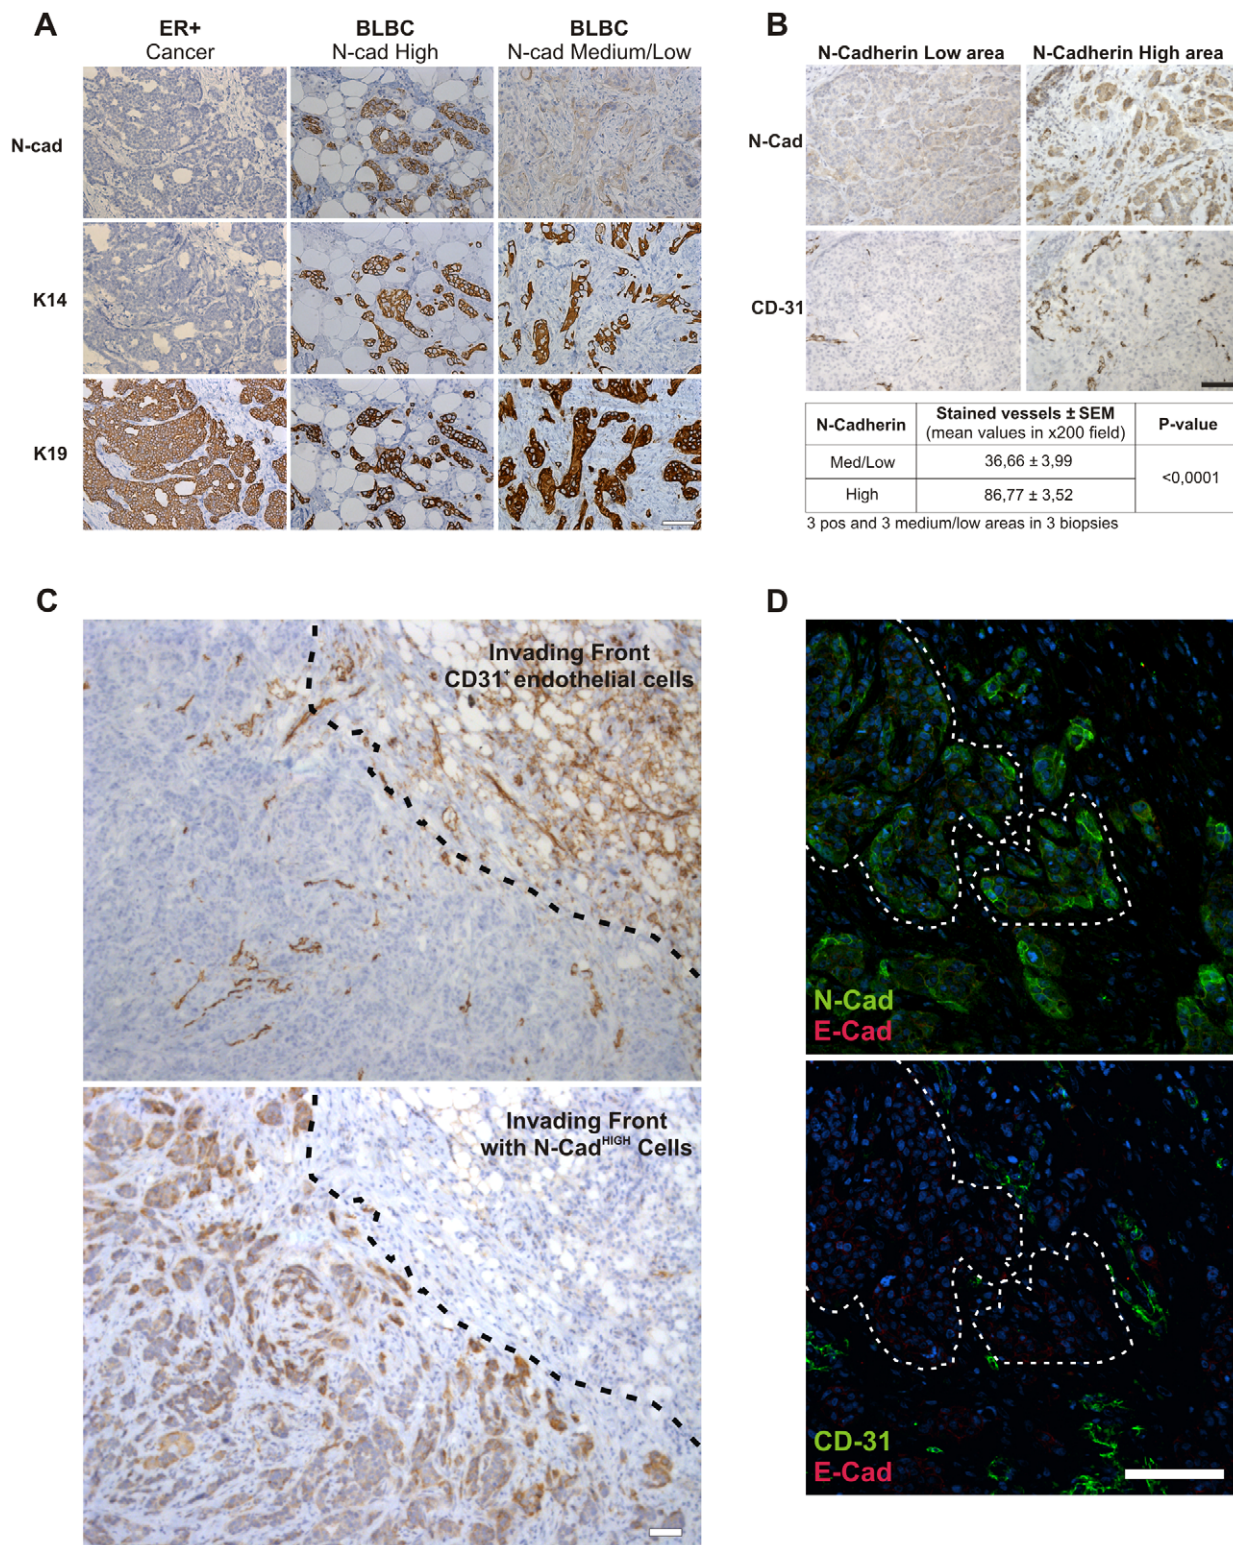 A
ER+
Cancer
BLBC
N-cad High
BLBC
N-cad Medium/Low
N-cad
K14
K19
B
N-Cadherin Low area
N-Cadherin High area
N-Cad
CD-31
N-Cadherin
Stained vessels ± SEM
(mean values in x200 field)
P-value
Med/Low
36,66 ± 3,99
<0,0001
High
86,77 ± 3,52
3 pos and 3 medium/low areas in 3 biopsies
C
Invading Front
CD31⁺ endothelial cells
Invading Front
with N-Cadᴴᴵᴳᴴ Cells
D
N-Cad
E-Cad
CD-31
E-Cad